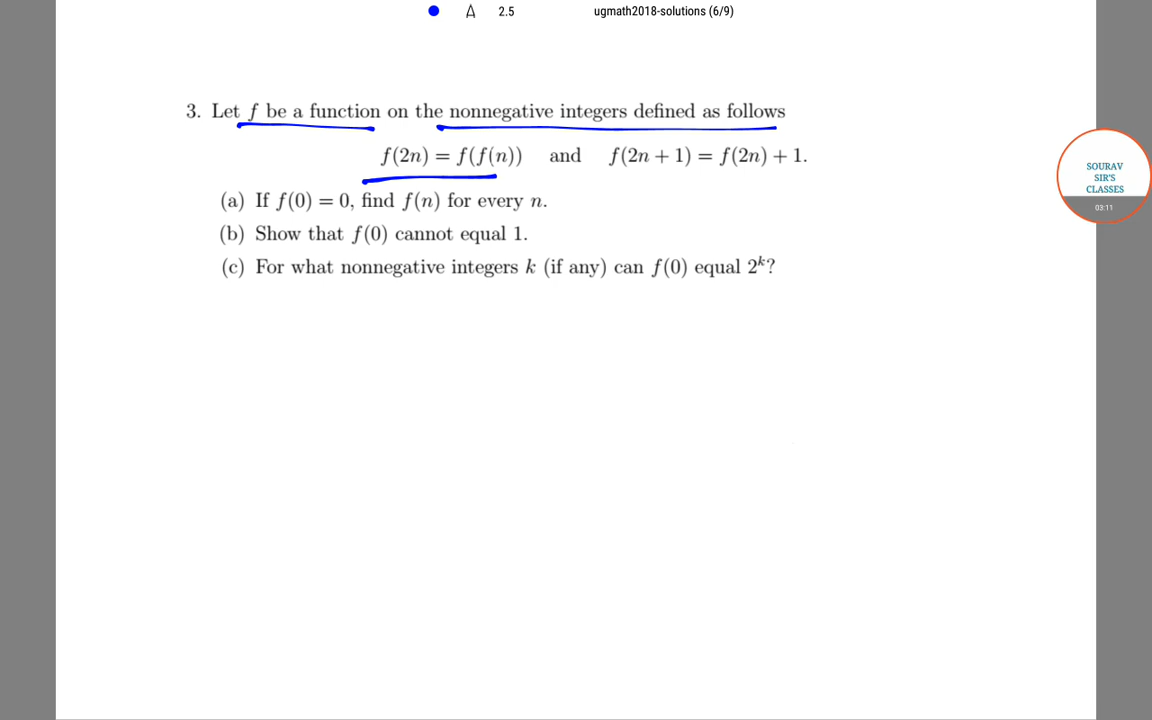 2.5 ugmath2018-solutions (6/9)
3. Let f be a function on the nonnegative integers defined as follows
f(2n) = f(f(n)) and f(2n + 1) = f(2n) + 1.
(a) If f(0) = 0, find f(n) for every n.
(b) Show that f(0) cannot equal 1.
(c) For what nonnegative integers k (if any) can f(0) equal 2^k?
SOURAV
SIR'S
CLASSES
03:11